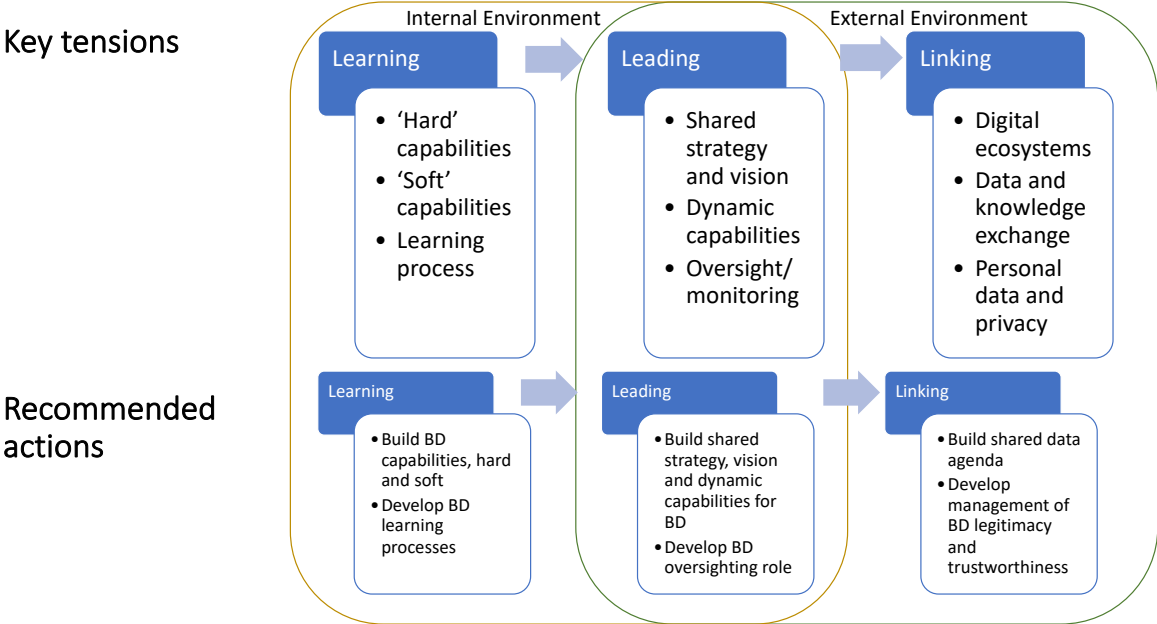 Internal Environment
External Environment
Key tensions
Learning
• ‘Hard’
capabilities
• ‘Soft’
capabilities
• Learning
process
Leading
• Shared
strategy
and vision
• Dynamic
capabilities
• Oversight/
monitoring
Linking
• Digital
ecosystems
• Data and
knowledge
exchange
• Personal
data and
privacy
Recommended
actions
Learning
• Build BD
capabilities, hard
and soft
• Develop BD
learning
processes
Leading
• Build shared
strategy, vision
and dynamic
capabilities for
BD
• Develop BD
oversighting role
Linking
• Build shared data
agenda
• Develop
management of
BD legitimacy
and
trustworthiness